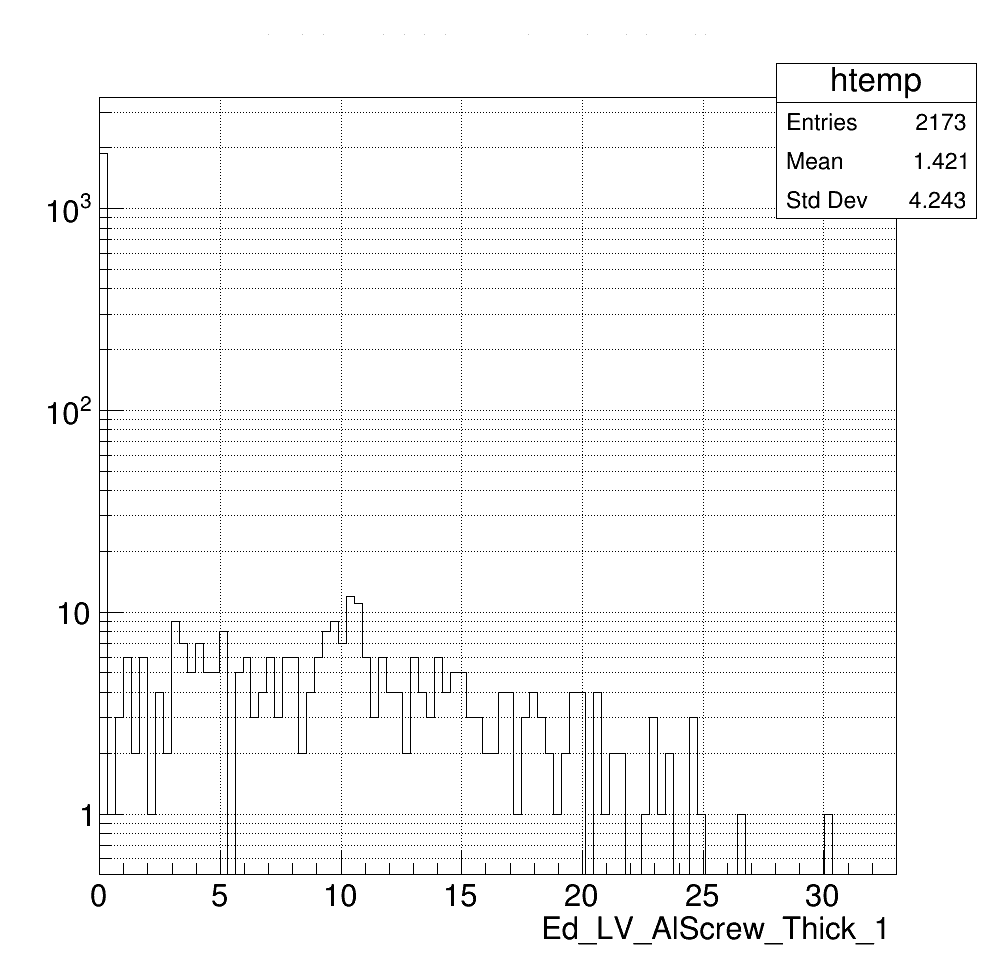 htemp
Entries 2173
Mean 1.421
Std Dev 4.243
10³
10²
10
1
0 5 10 15 20 25 30
Ed_LV_AlScrew_Thick_1